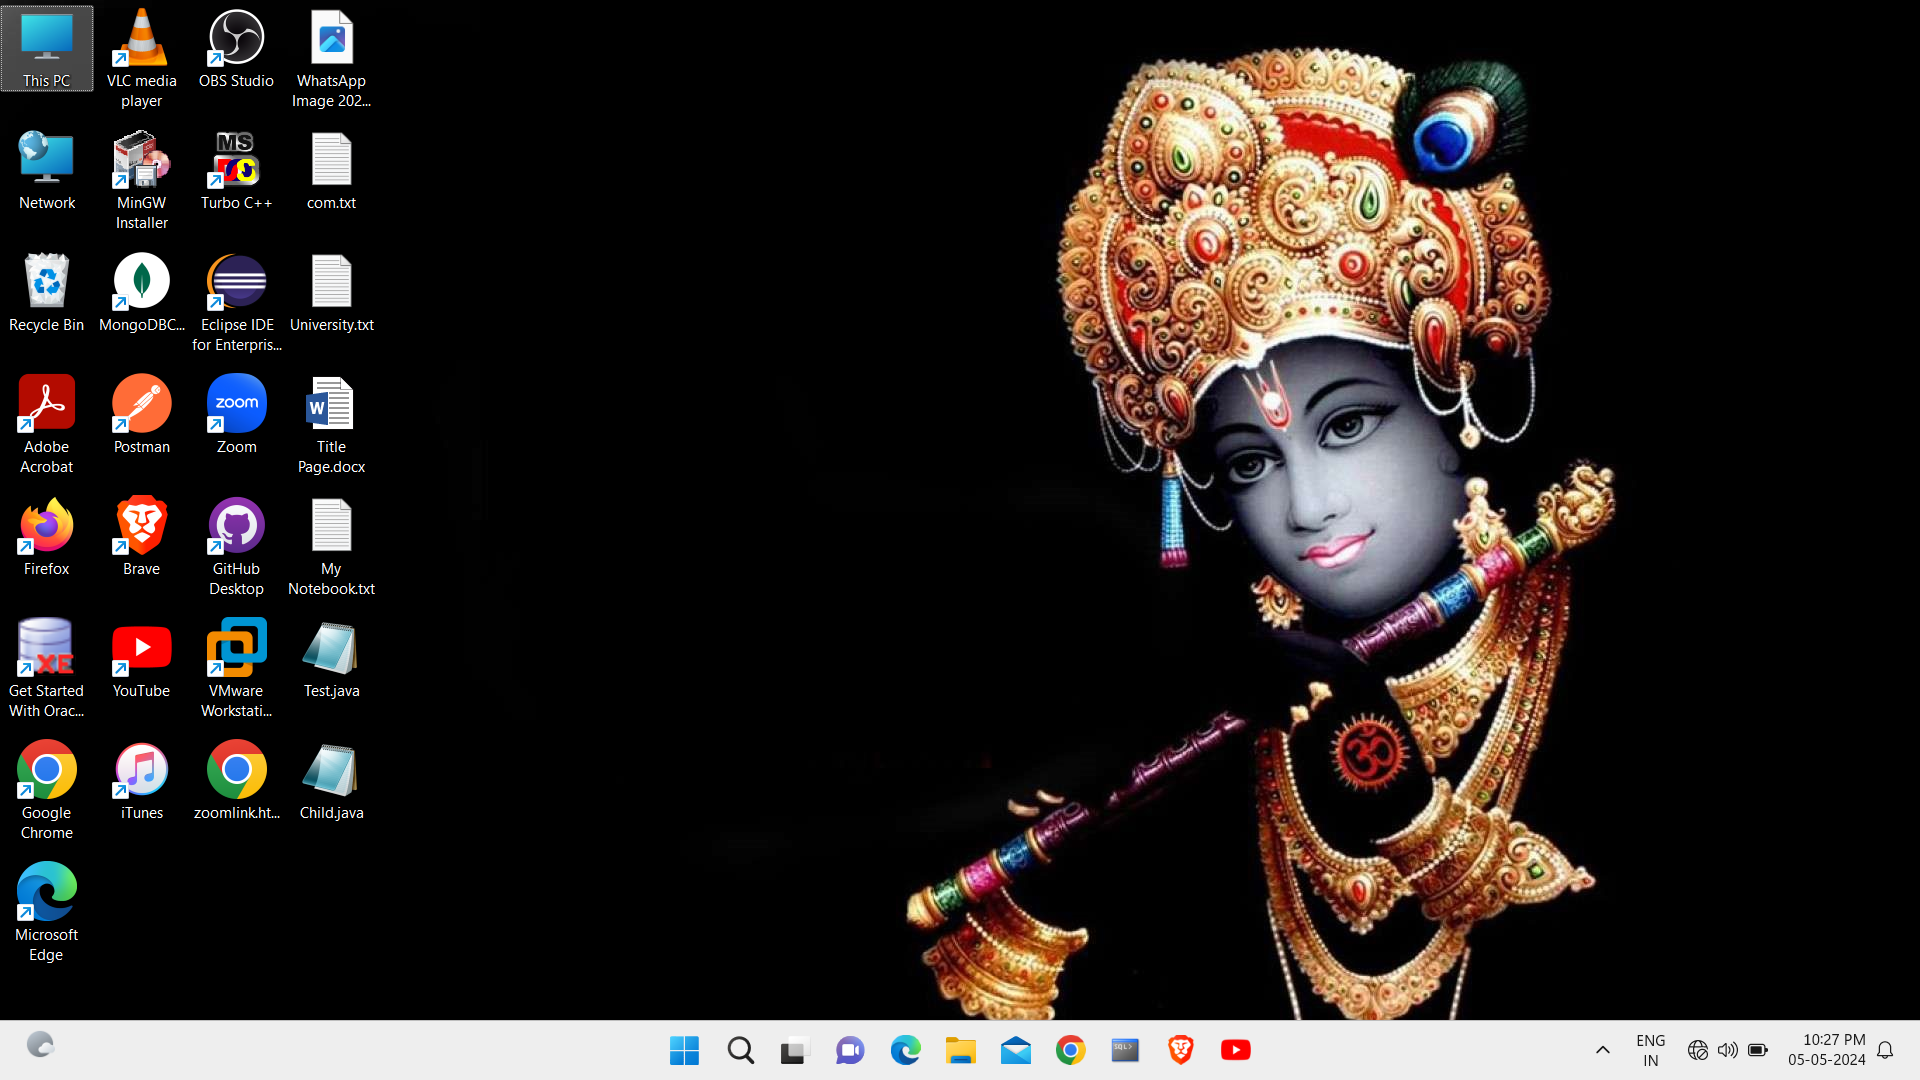 This PC
VLC media
player
OBS Studio
WhatsApp
Image 202...
Network
MinGW
Installer
MS
Turbo C++
com.txt
Recycle Bin
MongoDBC...
Eclipse IDE
for Enterpris...
University.txt
Adobe
Acrobat
Postman
zoom
Zoom
W
Title
Page.docx
Firefox
Brave
GitHub
Desktop
My
Notebook.txt
XE
Get Started
With Orac...
YouTube
VMware
Workstati...
Test.java
Google
Chrome
iTunes
zoomlink.ht...
Child.java
Microsoft
Edge
ॐ
SQL>
ENG
IN
10:27 PM
05-05-2024